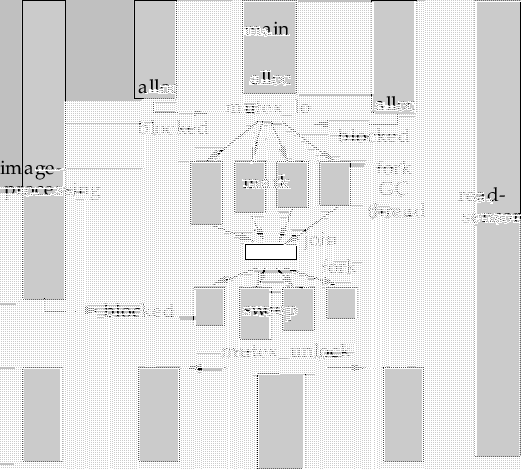 main
alloc
alloc
alloc
mutex_lo
blocked
blocked
image
processing
mark
fork
GC
thread
read-
sensor
join
fork
blocked
sweep
mutex_unlock